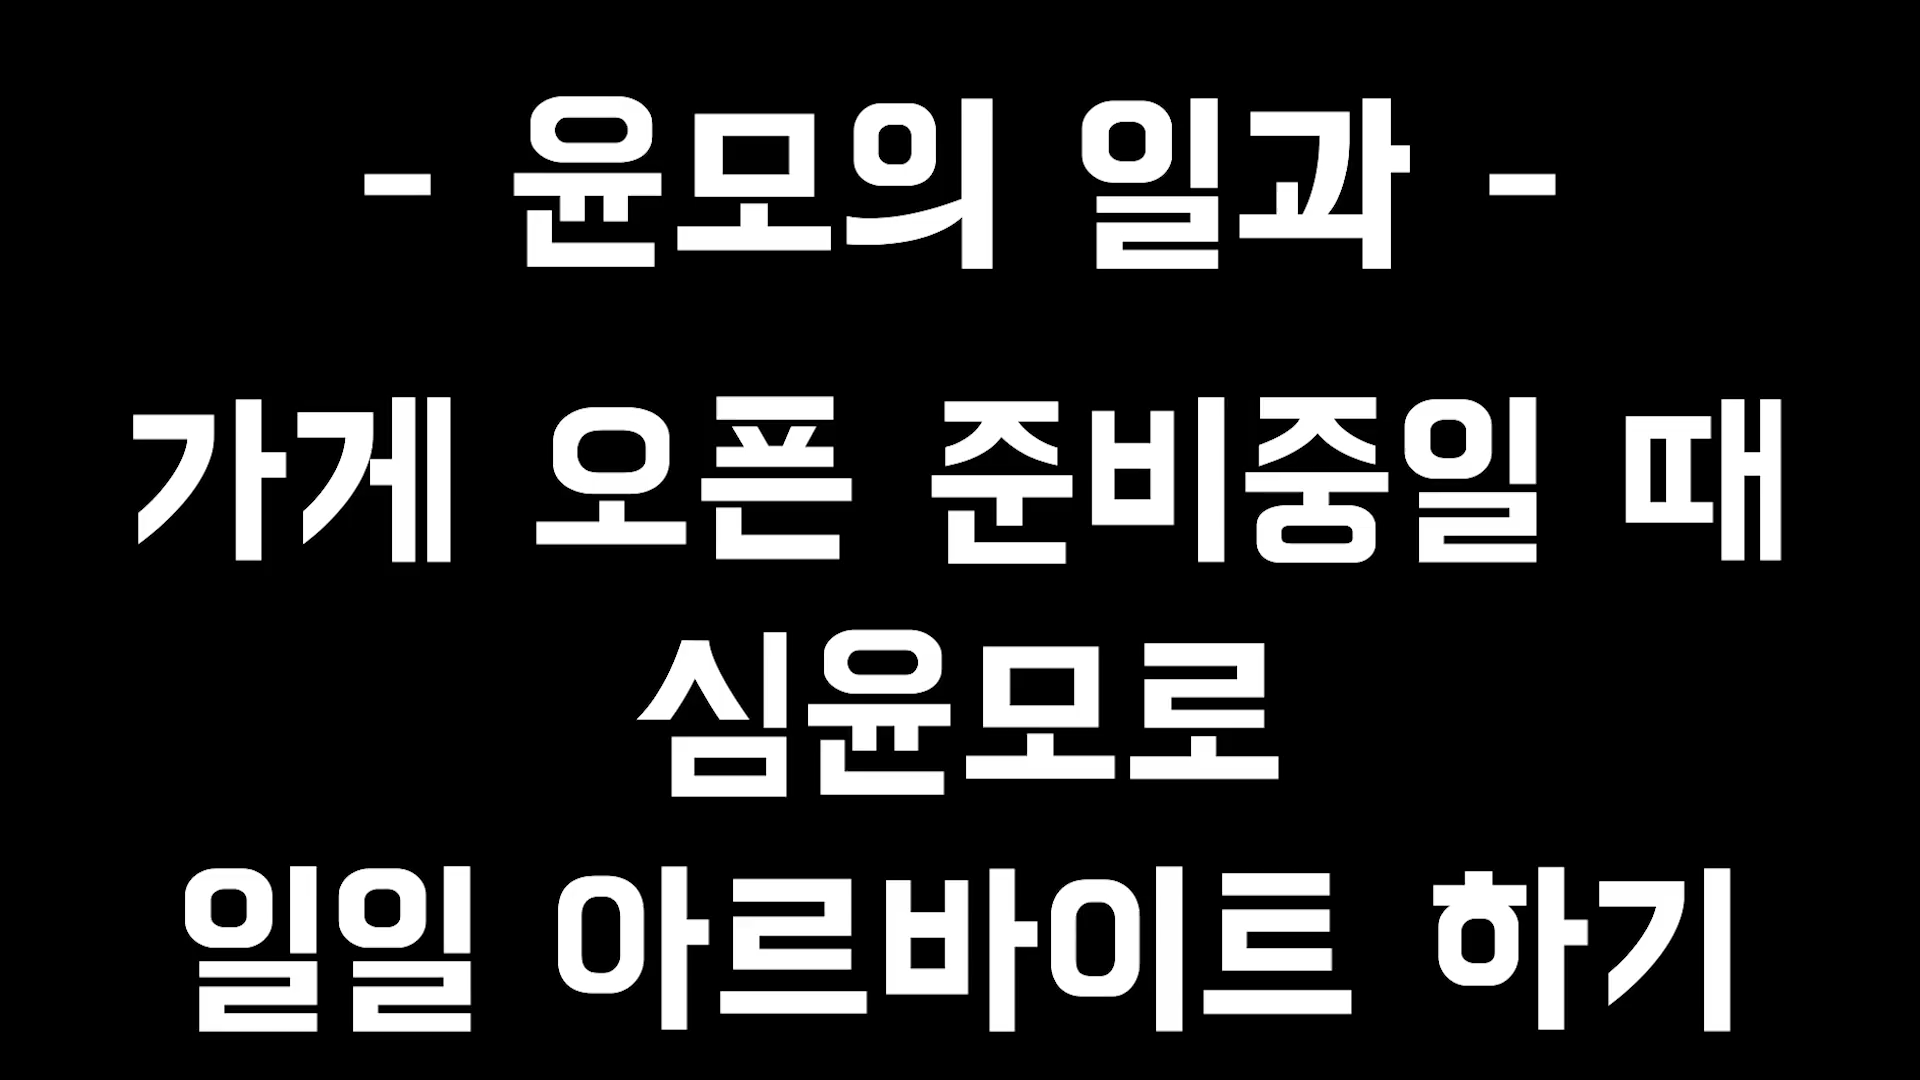 - 윤모의 일과 -
가게 오픈 준비중일 때
심윤모로
일일 아르바이트 하기